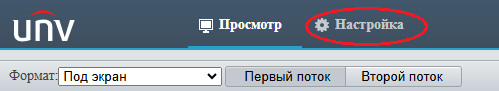 unv
Просмотр Настройка
Формат: Под экран Первый поток Второй поток